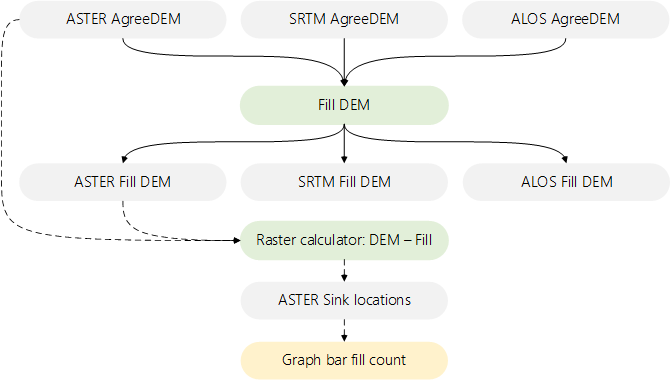 ASTER AgreeDEM
SRTM AgreeDEM
ALOS AgreeDEM
Fill DEM
ASTER Fill DEM
SRTM Fill DEM
ALOS Fill DEM
Raster calculator: DEM – Fill
ASTER Sink locations
Graph bar fill count